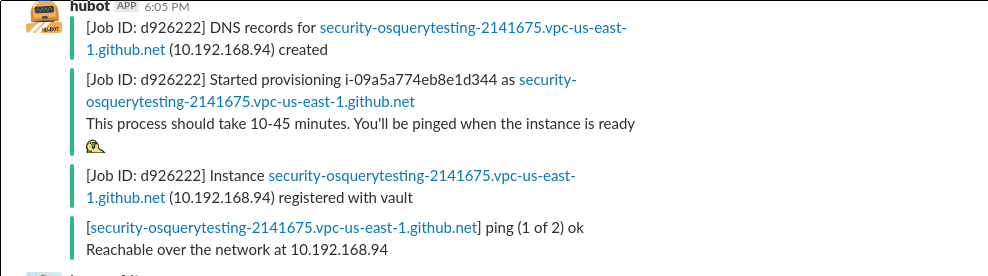 hubot APP 6:05 PM
[Job ID: d926222] DNS records for security-osquerytesting-2141675.vpc-us-east-
1.github.net (10.192.168.94) created
[Job ID: d926222] Started provisioning i-09a5a774eb8e1d344 as security-
osquerytesting-2141675.vpc-us-east-1.github.net
This process should take 10-45 minutes. You'll be pinged when the instance is ready
[Job ID: d926222] Instance security-osquerytesting-2141675.vpc-us-east-
1.github.net (10.192.168.94) registered with vault
[security-osquerytesting-2141675.vpc-us-east-1.github.net] ping (1 of 2) ok
Reachable over the network at 10.192.168.94